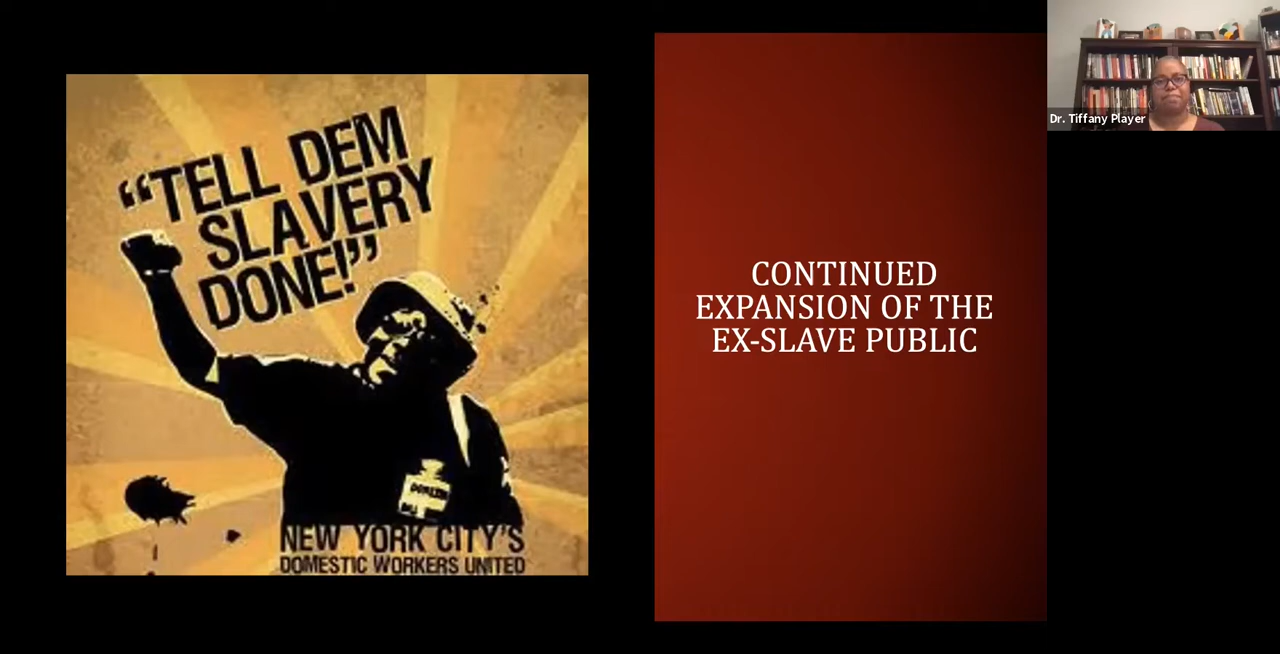 “TELL DEM
SLAVERY
DONE!”
NEW YORK CITY'S
DOMESTIC WORKERS UNITED
CONTINUED
EXPANSION OF THE
EX-SLAVE PUBLIC
Dr. Tiffany Player